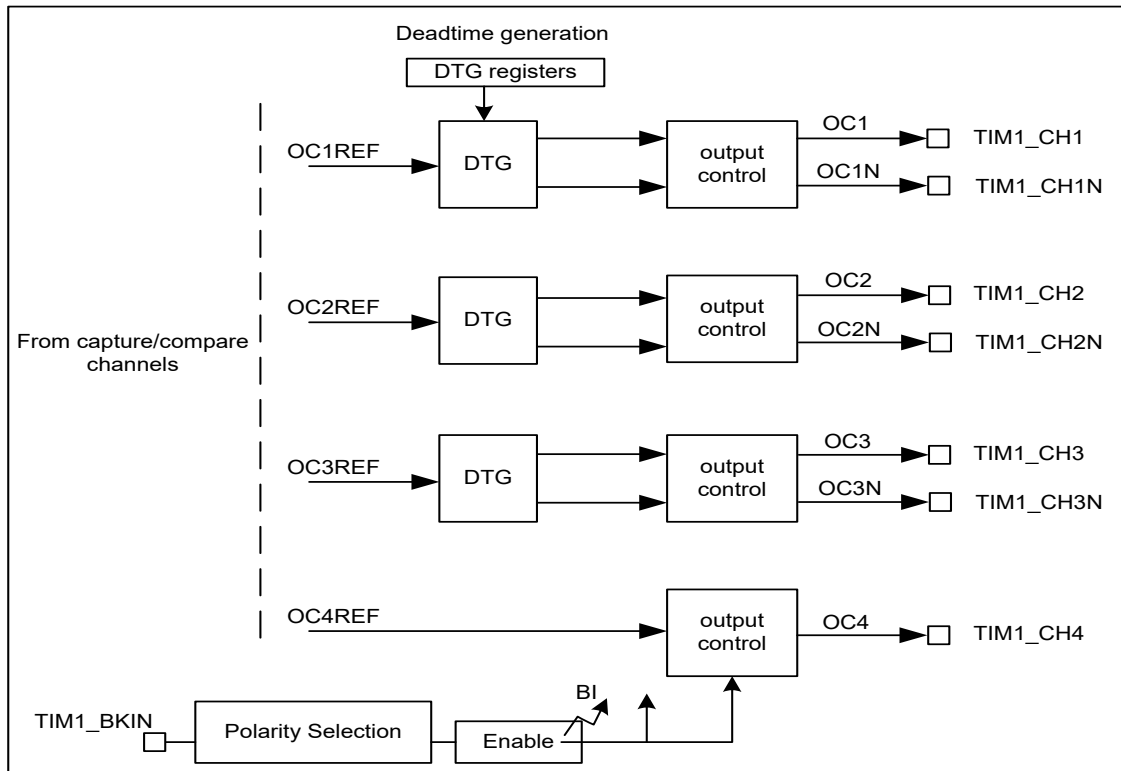 Deadtime generation
DTG registers
OC1REF
DTG
output
control
OC1
OC1N
TIM1_CH1
TIM1_CH1N
OC2REF
DTG
output
control
OC2
OC2N
TIM1_CH2
TIM1_CH2N
From capture/compare
channels
OC3REF
DTG
output
control
OC3
OC3N
TIM1_CH3
TIM1_CH3N
OC4REF
output
control
OC4
TIM1_CH4
BI
TIM1_BKIN
Polarity Selection
Enable